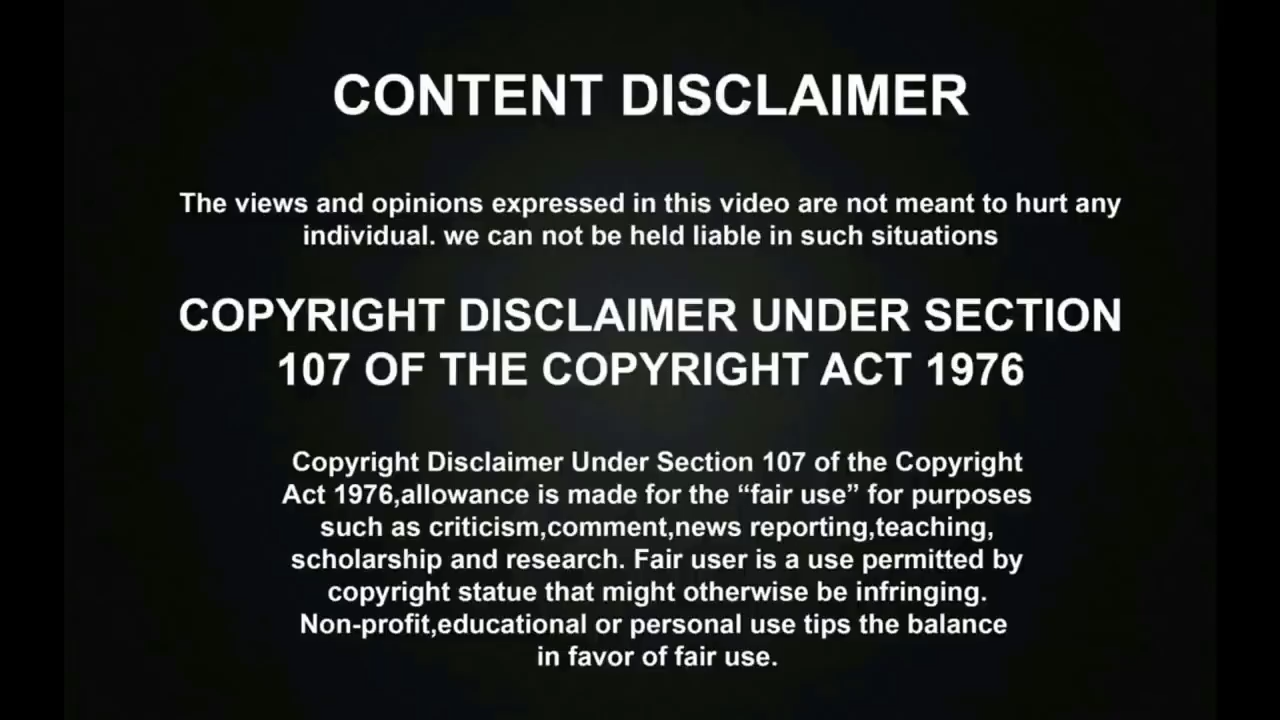 CONTENT DISCLAIMER
The views and opinions expressed in this video are not meant to hurt any
individual. we can not be held liable in such situations
COPYRIGHT DISCLAIMER UNDER SECTION
107 OF THE COPYRIGHT ACT 1976
Copyright Disclaimer Under Section 107 of the Copyright
Act 1976,allowance is made for the “fair use” for purposes
such as criticism,comment,news reporting,teaching,
scholarship and research. Fair user is a use permitted by
copyright statue that might otherwise be infringing.
Non-profit,educational or personal use tips the balance
in favor of fair use.